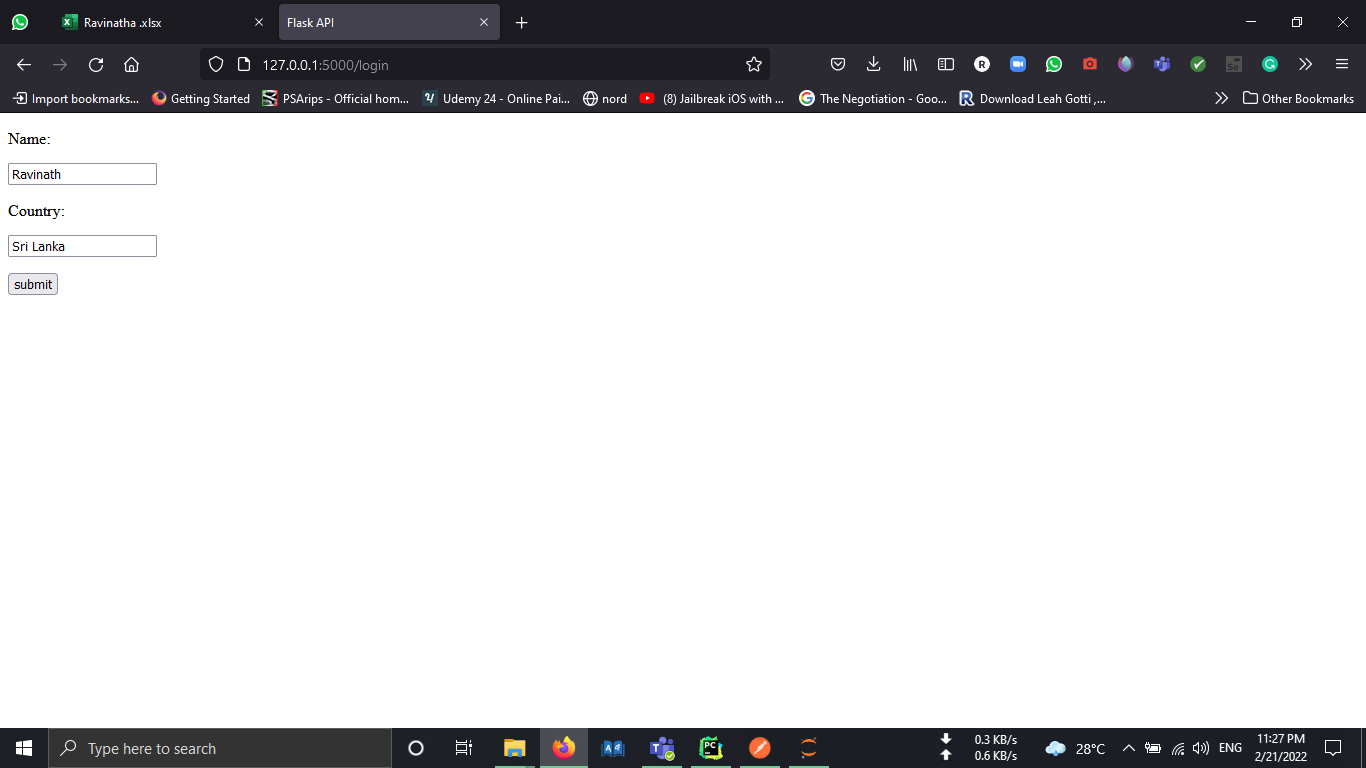 Ravinatha .xlsx
Flask API
127.0.0.1:5000/login
Import bookmarks...
Getting Started
PSArips - Official hom...
Udemy 24 - Online Pai...
nord
(8) Jailbreak iOS with ...
The Negotiation - Goo...
Download Leah Gotti ,...
Other Bookmarks
Name:
Ravinath
Country:
Sri Lanka
submit
Type here to search
0.3 KB/s
0.6 KB/s
28°C
ENG
11:27 PM
2/21/2022